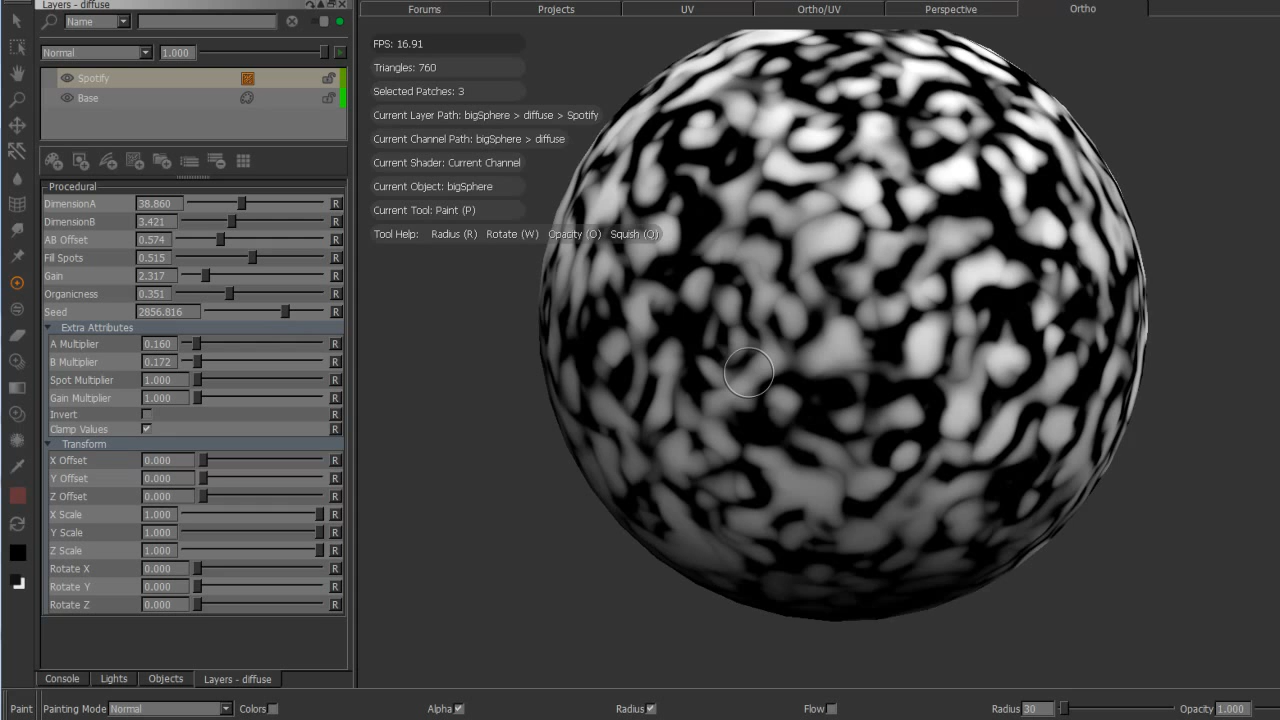 Layers - diffuse
Name
Normal 1.000
Spotify
Base
Procedural
DimensionA 38.860 R
DimensionB 3.421 R
AB Offset 0.574 R
Fill Spots 0.515 R
Gain 2.317 R
Organicness 0.351 R
Seed 2856.816 R
Extra Attributes
A Multiplier 0.160 R
B Multiplier 0.172 R
Spot Multiplier 1.000 R
Gain Multiplier 1.000 R
Invert R
Clamp Values R
Transform
X Offset 0.000 R
Y Offset 0.000 R
Z Offset 0.000 R
X Scale 1.000 R
Y Scale 1.000 R
Z Scale 1.000 R
Rotate X 0.000 R
Rotate Y 0.000 R
Rotate Z 0.000 R
Console Lights Objects Layers - diffuse
Forums Projects UV Ortho/UV Perspective Ortho
FPS: 16.91
Triangles: 760
Selected Patches: 3
Current Layer Path: bigSphere > diffuse > Spotify
Current Channel Path: bigSphere > diffuse
Current Shader: Current Channel
Current Object: bigSphere
Current Tool: Paint (P)
Tool Help: Radius (R) Rotate (W) Opacity (O) Squish (Q)
Paint Painting Mode Normal Colors Alpha Radius Flow Radius 30 Opacity 1.000